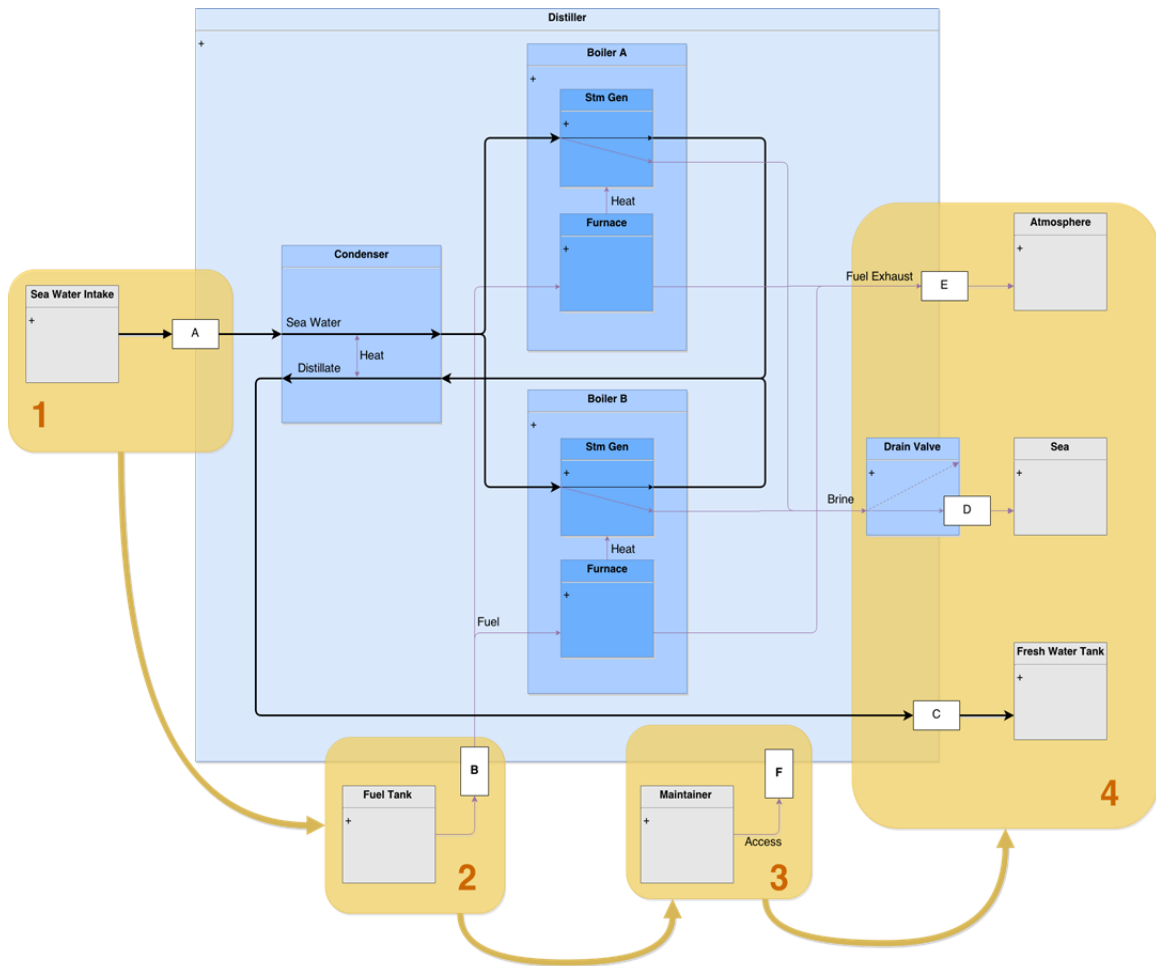 Distiller
+
Boiler A
+
Stm Gen
+
Heat
Furnace
+
Condenser
Sea Water
Heat
Distillate
Sea Water Intake
+
A
1
Atmosphere
+
Fuel Exhaust
E
Boiler B
+
Stm Gen
+
Heat
Furnace
+
Fuel
Drain Valve
+
Brine
D
Sea
+
Fresh Water Tank
+
C
4
B
Fuel Tank
+
2
F
Maintainer
+
Access
3